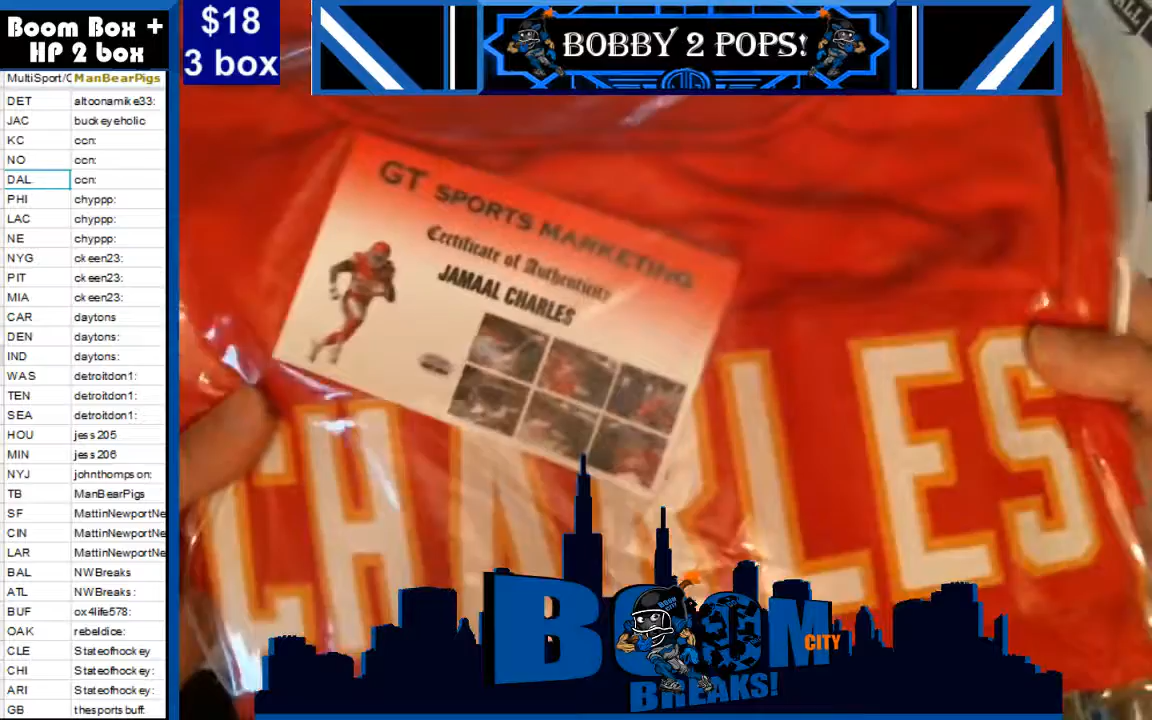 Boom Box +
HP 2 box
$18
3 box
BOBBY 2 POPS!
MultiSport/C ManBearPigs
DET altoonamike33:
JAC buckeyeholic
KC ccn:
NO ccn:
DAL ccn:
PHI chyppp:
LAC chyppp:
NE chyppp:
NYG ckeen23:
PIT ckeen23:
MIA ckeen23:
CAR daytons
DEN daytons:
IND daytons:
WAS detroitdon1:
TEN detroitdon1:
SEA detroitdon1:
HOU jess205
MIN jess206
NYJ johnthompson:
TB ManBearPigs
SF MattinNewportNe
CIN MattinNewportNe
LAR MattinNewportNe
BAL NWBreaks
ATL NWBreaks:
BUF ox4life578:
OAK rebeldice:
CLE Stateofhockey
CHI Stateofhockey:
ARI Stateofhockey:
GB thesportsbuff:
GT SPORTS MARKETING
Certificate of Authenticity
JAMAAL CHARLES
CHARLES
BOOM
CITY
BREAKS!